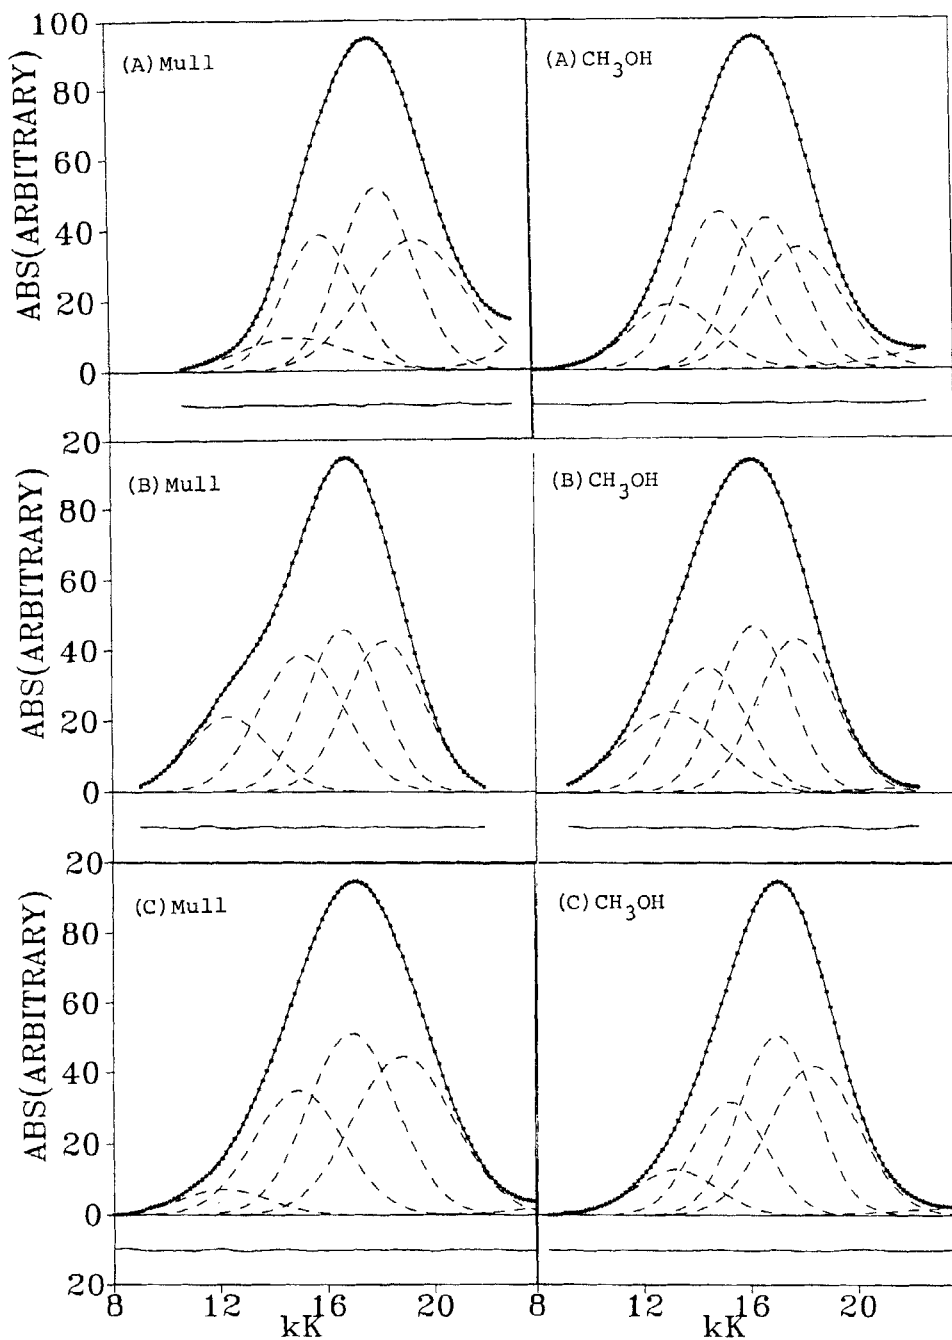 100
80
60
40
20
0
ABS(ARBITRARY)
(A) Mull
(A) CH3OH
20
80
60
40
20
0
ABS(ARBITRARY)
(B) Mull
(B) CH3OH
20
80
60
40
20
0
20
ABS(ARBITRARY)
(C) Mull
(C) CH3OH
8 12 16 20 8 12 16 20
kK kK